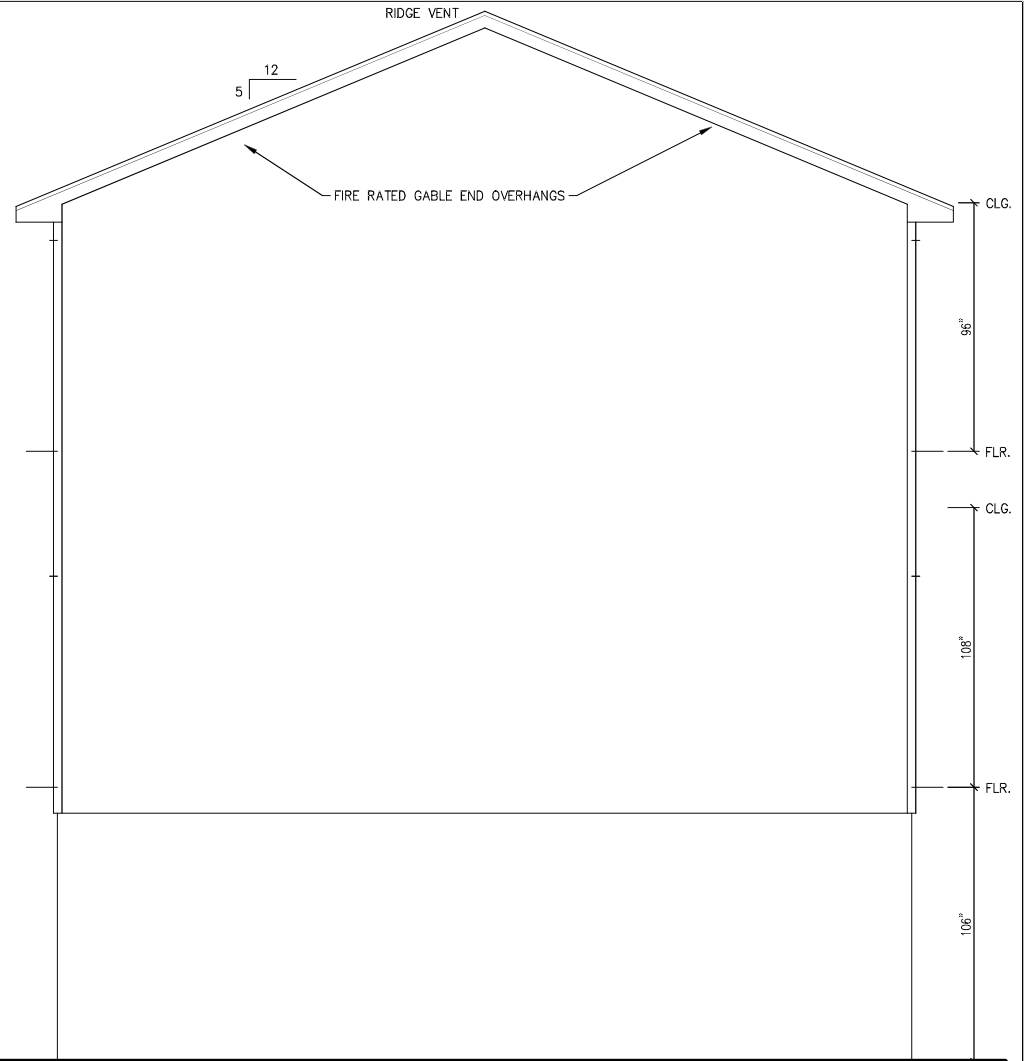 RIDGE VENT
12
5
FIRE RATED GABLE END OVERHANGS
CLG.
96"
FLR.
CLG.
108"
FLR.
106"